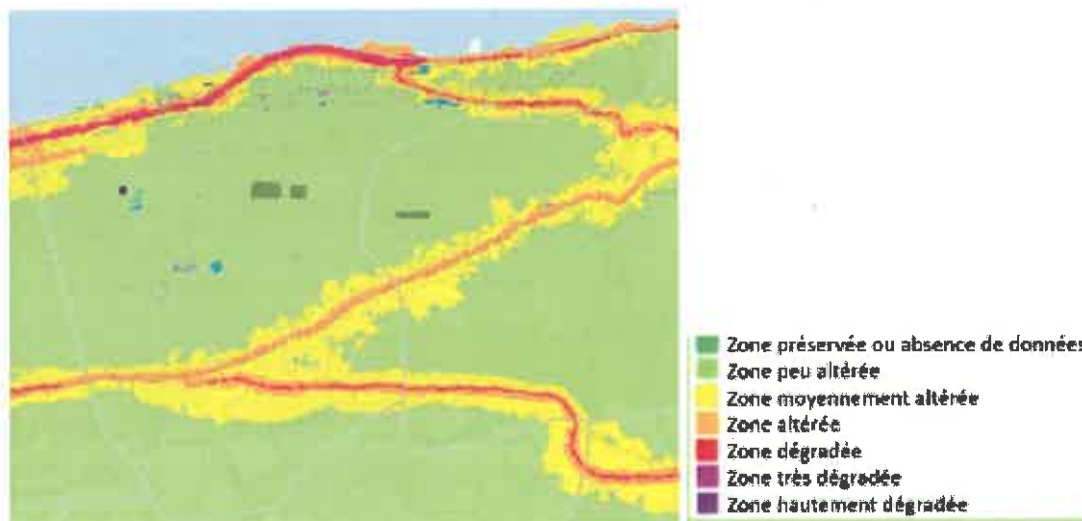 Zone préservée ou absence de données
Zone peu altérée
Zone moyennement altérée
Zone altérée
Zone dégradée
Zone très dégradée
Zone hautement dégradée